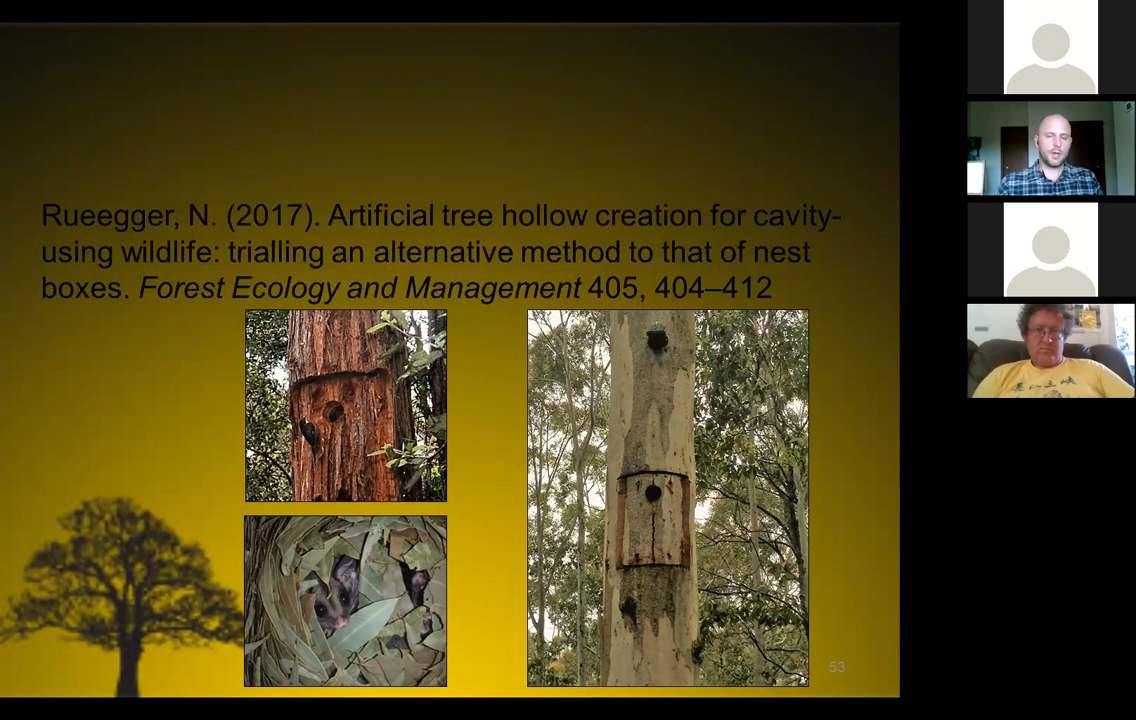 Rueegger, N. (2017). Artificial tree hollow creation for cavity-
using wildlife: trialling an alternative method to that of nest
boxes. Forest Ecology and Management 405, 404–412
53